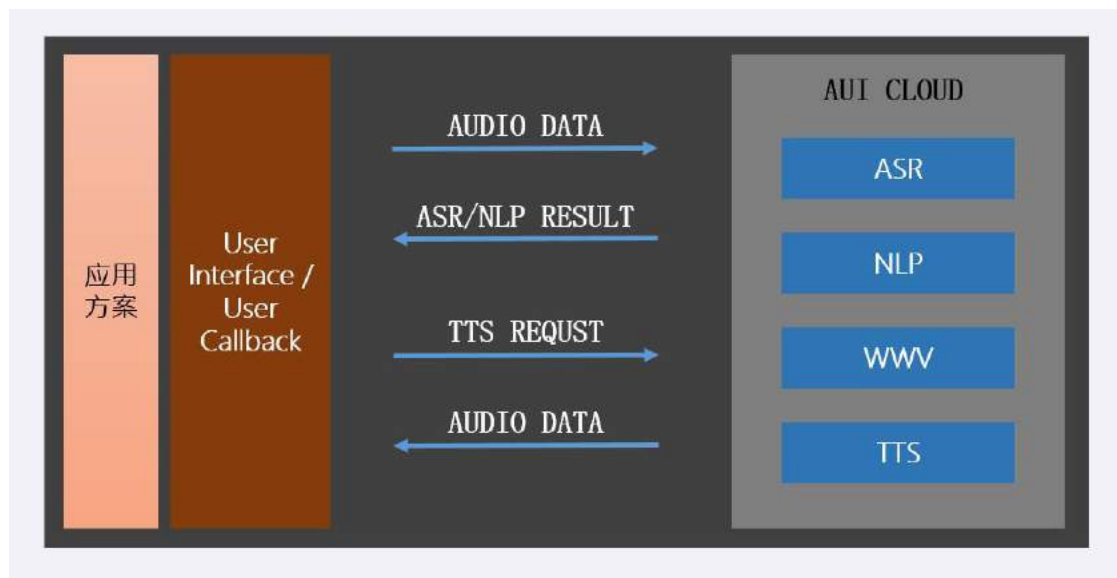 应用
方案
User
Interface /
User
Callback
AUDIO DATA
ASR/NLP RESULT
TTS REQUST
AUDIO DATA
AUI CLOUD
ASR
NLP
WWV
TTS